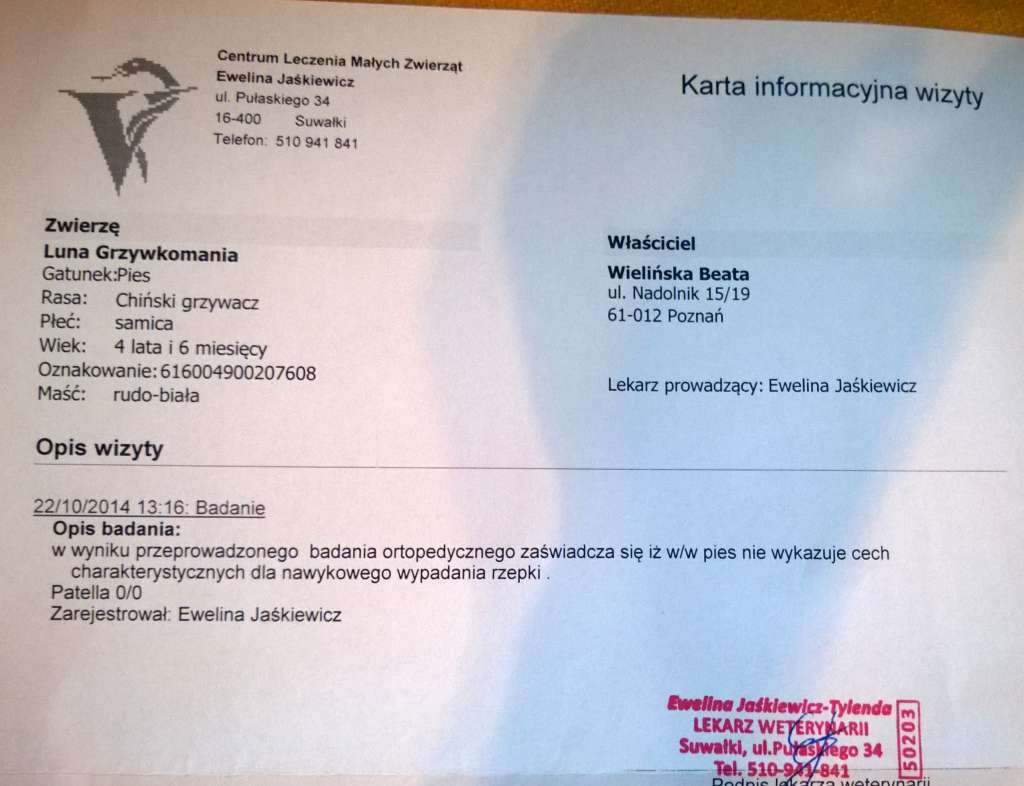 Centrum Leczenia Małych Zwierząt
Ewelina Jaśkiewicz
ul. Pułaskiego 34
16-400 Suwałki
Telefon: 510 941 841
Karta informacyjna wizyty
Zwierzę
Luna Grzywkomania
Gatunek:Pies
Rasa: Chiński grzywacz
Płeć: samica
Wiek: 4 lata i 6 miesięcy
Oznakowanie: 616004900207608
Maść: rudo-biała
Właściciel
Wielińska Beata
ul. Nadolnik 15/19
61-012 Poznań
Lekarz prowadzący: Ewelina Jaśkiewicz
Opis wizyty
22/10/2014 13:16: Badanie
Opis badania:
w wyniku przeprowadzonego badania ortopedycznego zaświadcza się iż w/w pies nie wykazuje cech
charakterystycznych dla nawykowego wypadania rzepki .
Patella 0/0
Zarejestrował: Ewelina Jaśkiewicz
Ewelina Jaśkiewicz-Tylenda
LEKARZ WETERYNARII
Suwałki, ul.Pułaskiego 34
Tel. 510-941-841
50203
Podpis lekarza weterynarii